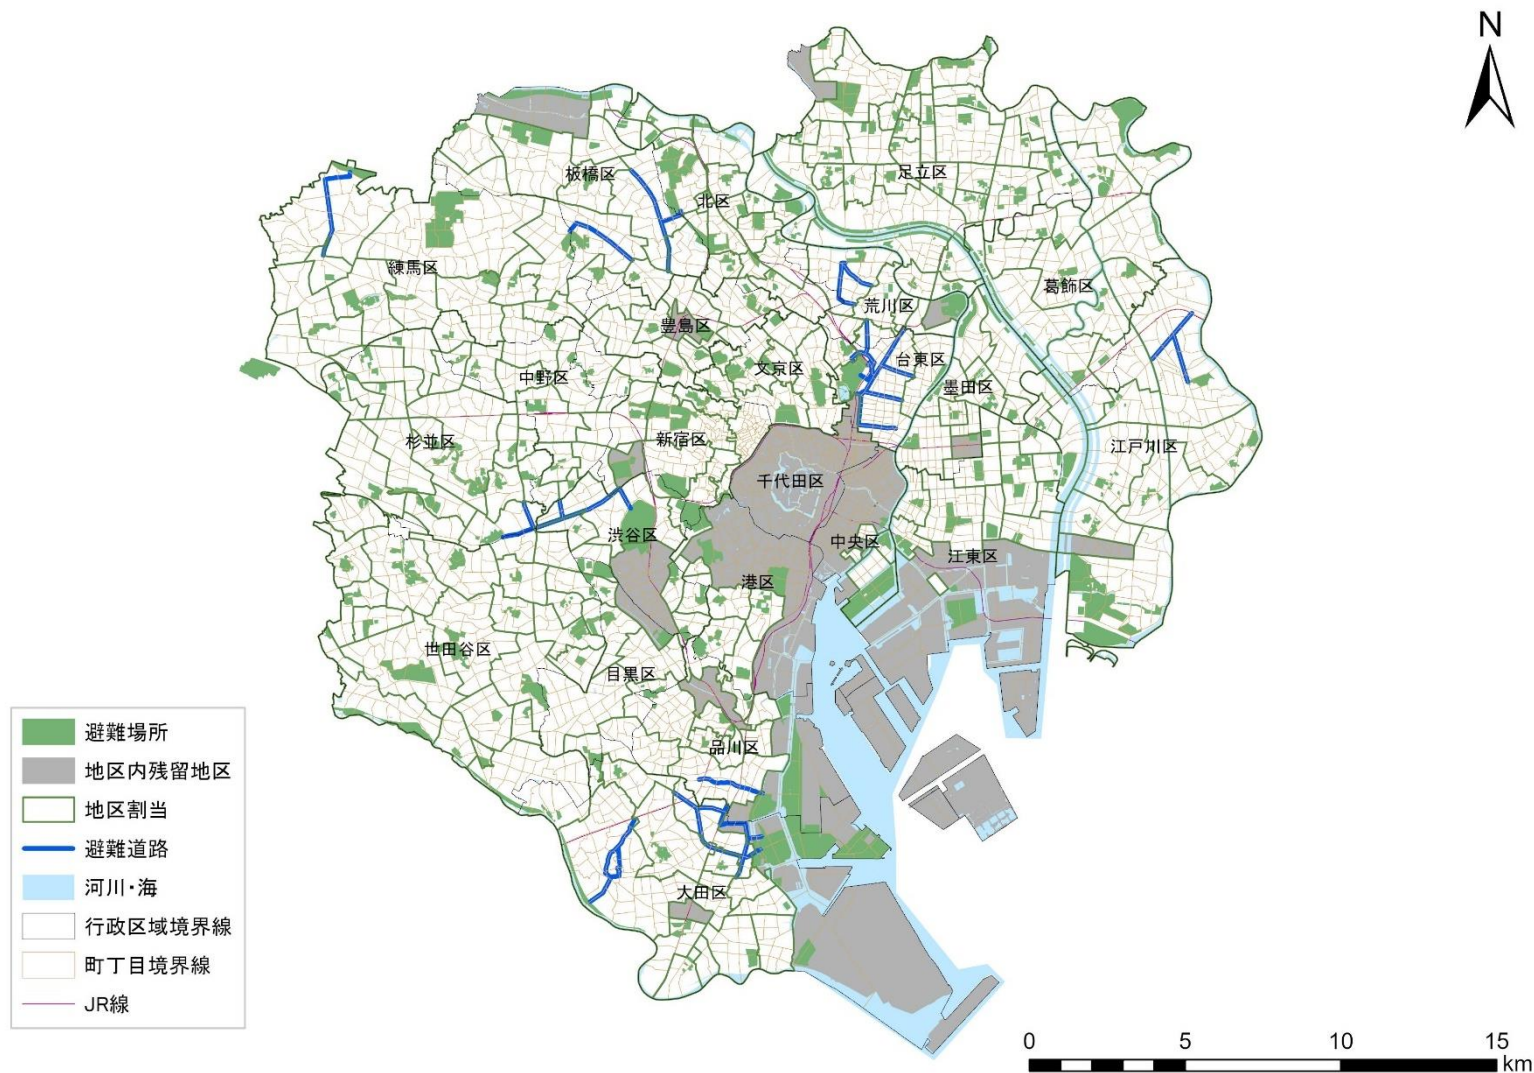 N
足立区
板橋区
北区
練馬区
葛飾区
荒川区
豊島区
台東区
文京区
中野区
墨田区
杉並区
新宿区
江戸川区
千代田区
渋谷区
中央区
江東区
港区
世田谷区
目黒区
品川区
大田区
避難場所
地区内残留地区
地区割当
避難道路
河川・海
行政区域境界線
町丁目境界線
JR線
0 5 10 15
km